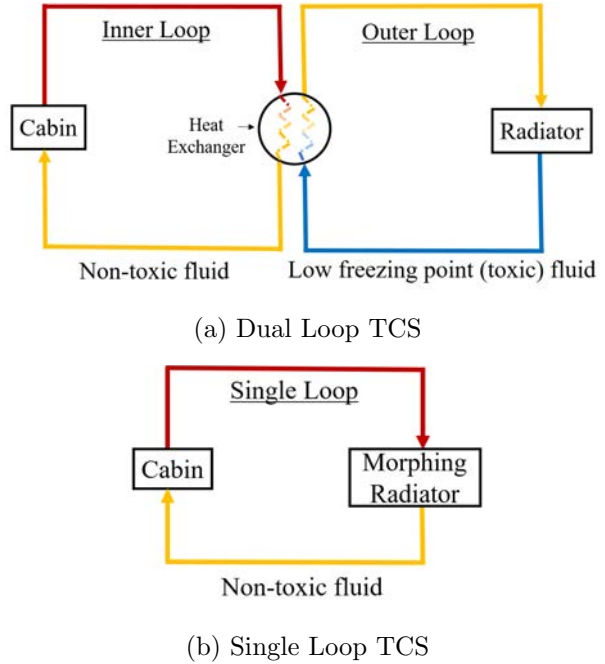 Inner Loop
Outer Loop
Cabin
Heat
Exchanger
Radiator
Non-toxic fluid
Low freezing point (toxic) fluid
(a) Dual Loop TCS
Single Loop
Cabin
Morphing
Radiator
Non-toxic fluid
(b) Single Loop TCS